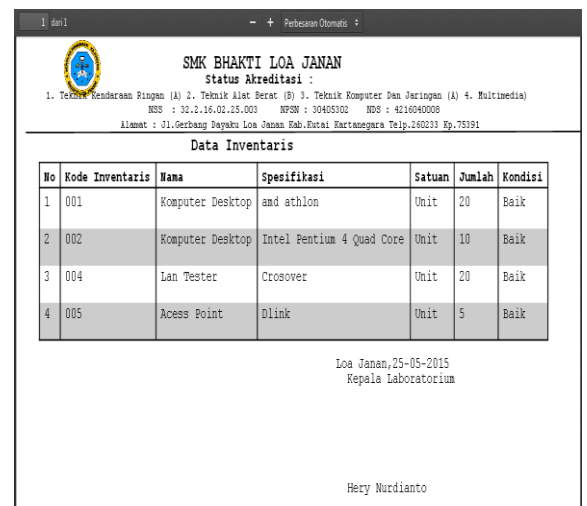 1 dari 1 − + Perbesaran Otomatis
SMK BHAKTI LOA JANAN
Status Akreditasi :
1. Teknik Kendaraan Ringan (A) 2. Teknik Alat Berat (B) 3. Teknik Komputer Dan Jaringan (A) 4. Multimedia)
NSS : 32.2.16.02.25.003 NPSN : 30405302 NDS : 4216040008
Alamat : Jl.Gerbang Dayaku Loa Janan Kab.Kutai Kartanegara Telp.260233 Kp.75391
Data Inventaris
No Kode Inventaris Nama Spesifikasi Satuan Jumlah Kondisi
1 001 Komputer Desktop amd athlon Unit 20 Baik
2 002 Komputer Desktop Intel Pentium 4 Quad Core Unit 10 Baik
3 004 Lan Tester Crosover Unit 20 Baik
4 005 Acess Point Dlink Unit 5 Baik
Loa Janan,25-05-2015
Kepala Laboratorium
Hery Nurdianto